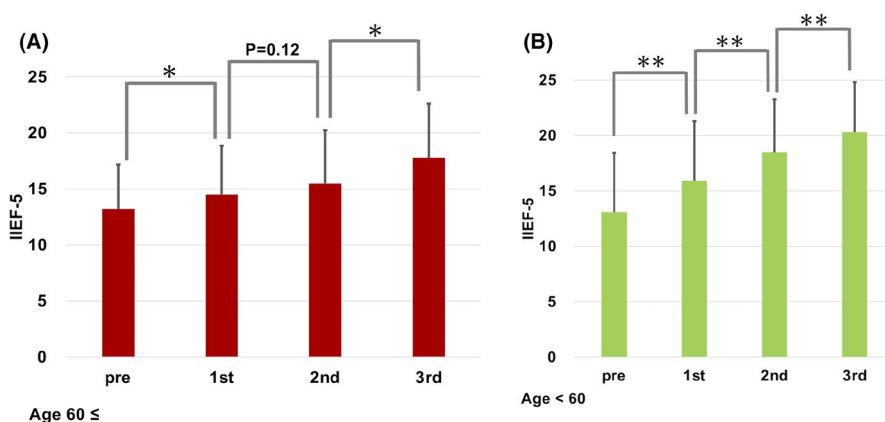 (A)
*
P=0.12
*
25
20
15
10
5
0
IIEF-5
pre 1st 2nd 3rd
Age 60 ≤
(B)
**
**
**
25
20
15
10
5
0
IIEF-5
pre 1st 2nd 3rd
Age < 60